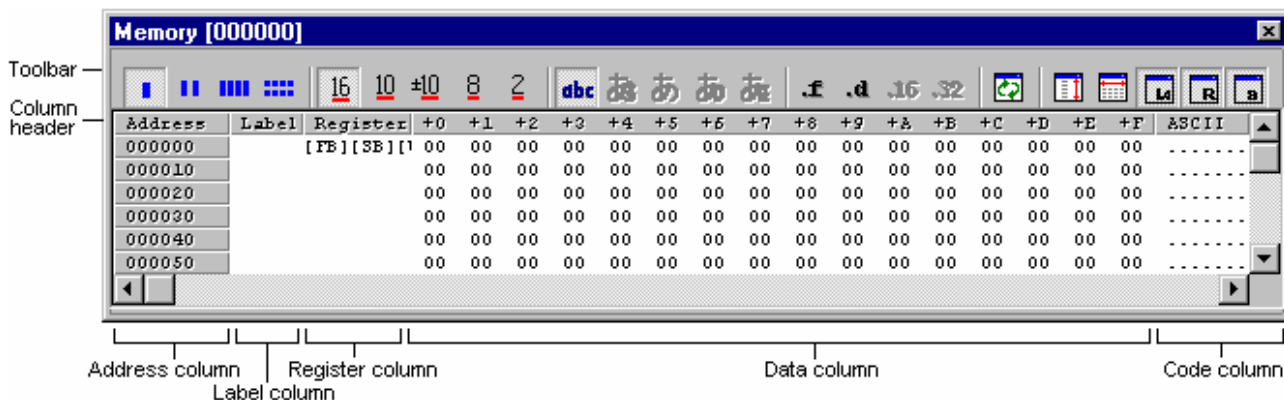 Memory [000000]
Toolbar
16 10 ±10 8 2 abc あ あ あ あ .f .d .16 .32 R a
Column header
Address Label Register +0 +1 +2 +3 +4 +5 +6 +7 +8 +9 +A +B +C +D +E +F ASCII
000000 [FB][SB][ 00 00 00 00 00 00 00 00 00 00 00 00 00 00 00 00 .......
000010 00 00 00 00 00 00 00 00 00 00 00 00 00 00 00 00 .......
000020 00 00 00 00 00 00 00 00 00 00 00 00 00 00 00 00 .......
000030 00 00 00 00 00 00 00 00 00 00 00 00 00 00 00 00 .......
000040 00 00 00 00 00 00 00 00 00 00 00 00 00 00 00 00 .......
000050 00 00 00 00 00 00 00 00 00 00 00 00 00 00 00 00 .......
Address column Register column Data column Code column
Label column